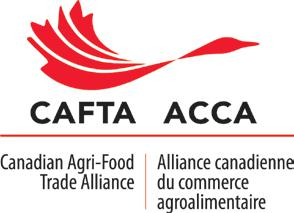 CAFTA ACCA
Canadian Agri-Food
Trade Alliance
Alliance canadienne
du commerce
agroalimentaire